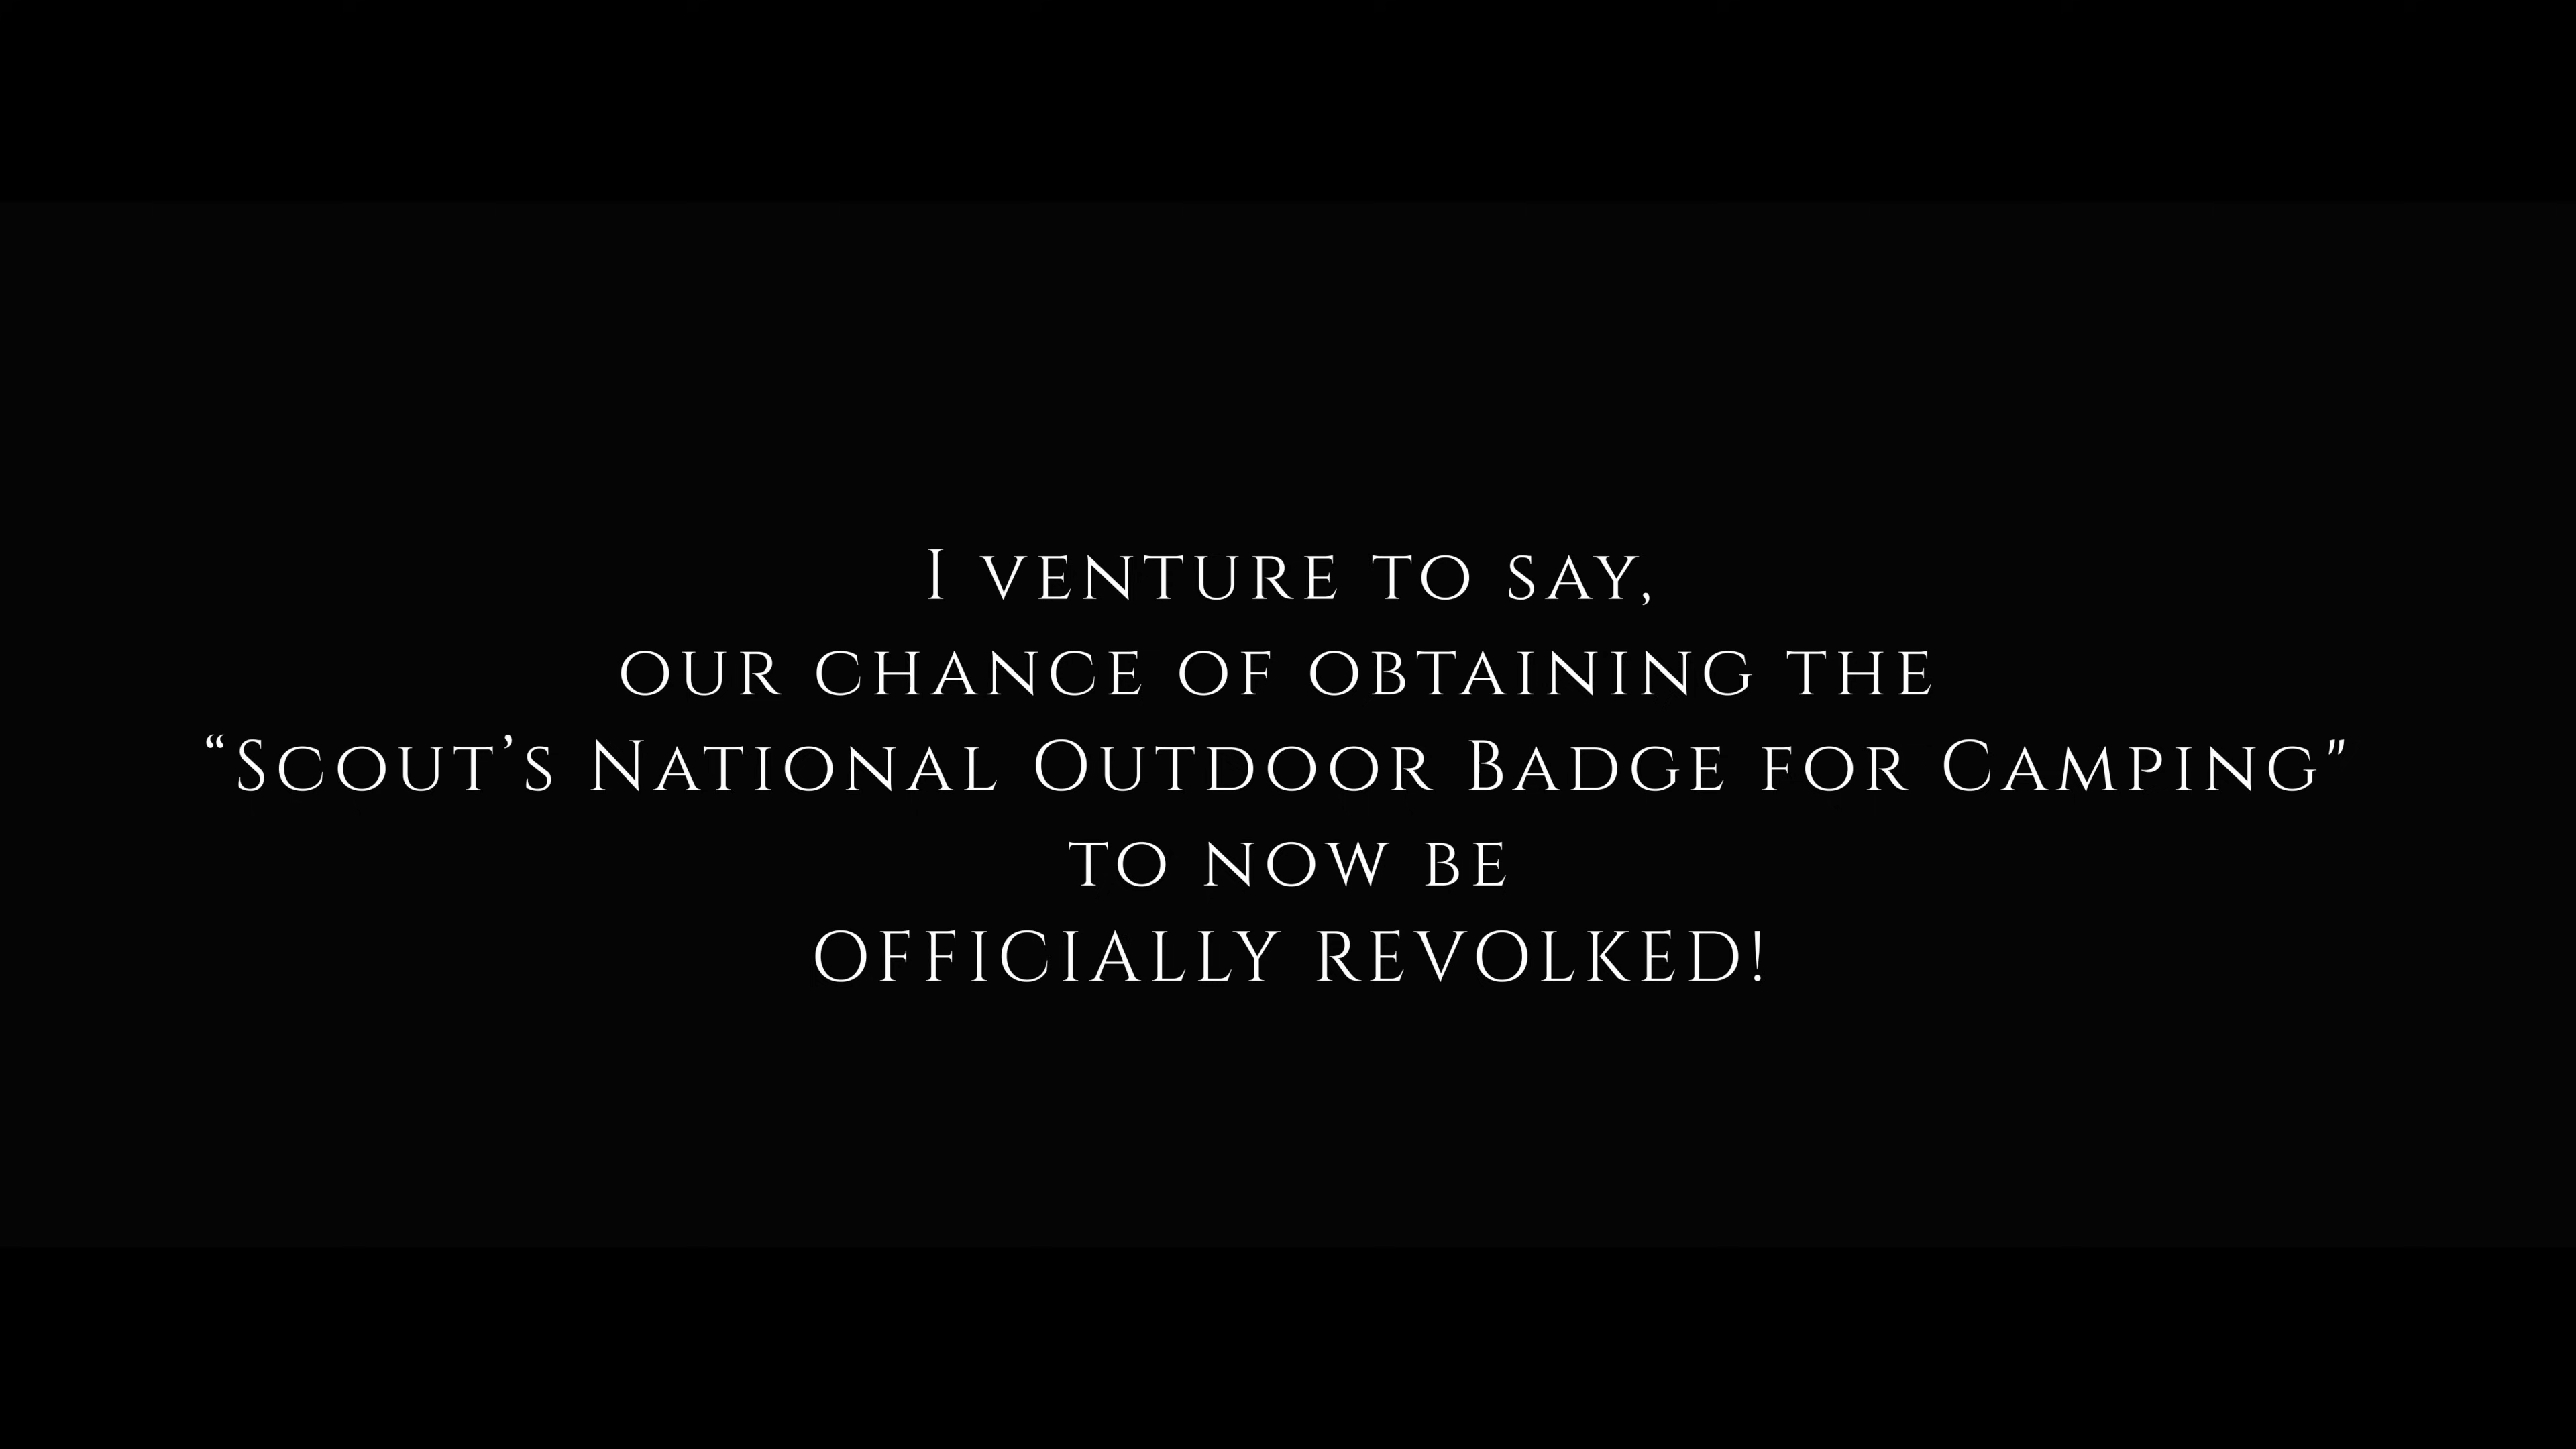 I venture to say,
our chance of obtaining the
“Scout’s National Outdoor Badge for Camping"
to now be
OFFICIALLY REVOLKED!